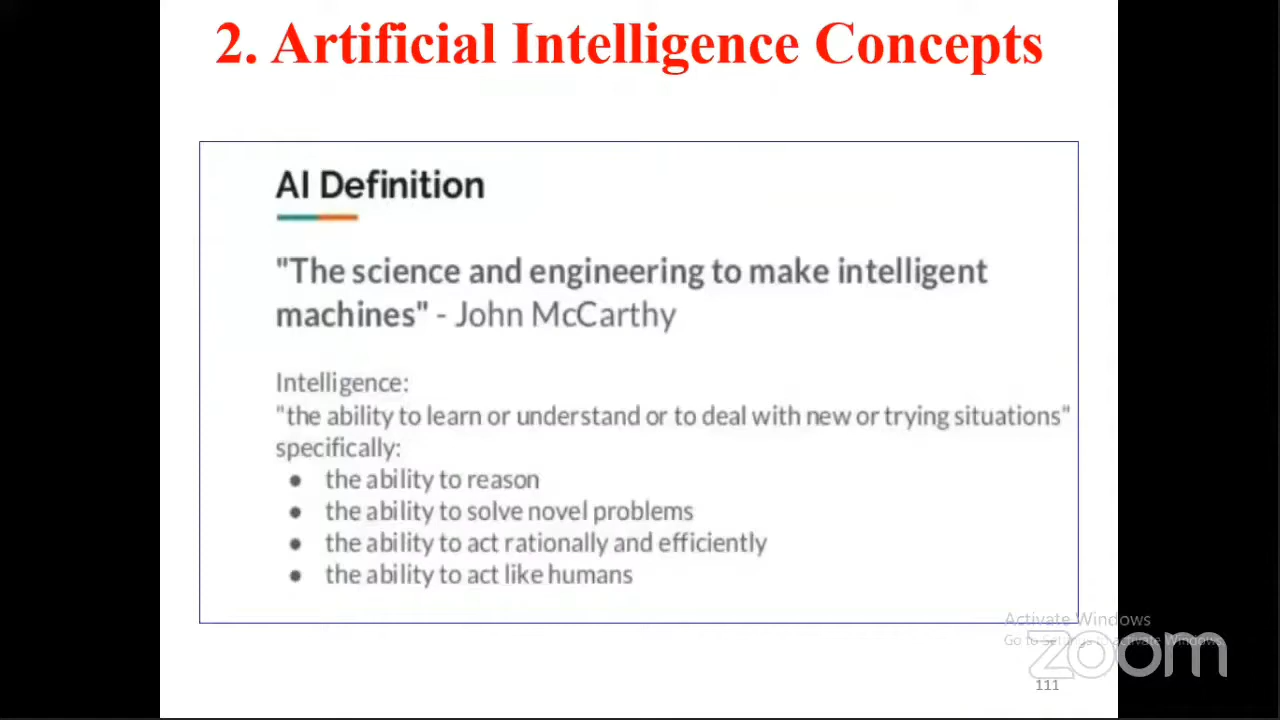 2. Artificial Intelligence Concepts
AI Definition
"The science and engineering to make intelligent
machines" - John McCarthy
Intelligence:
"the ability to learn or understand or to deal with new or trying situations"
specifically:
● the ability to reason
● the ability to solve novel problems
● the ability to act rationally and efficiently
● the ability to act like humans
Activate Windows
Go to Settings to activate Windows.
zoom
111